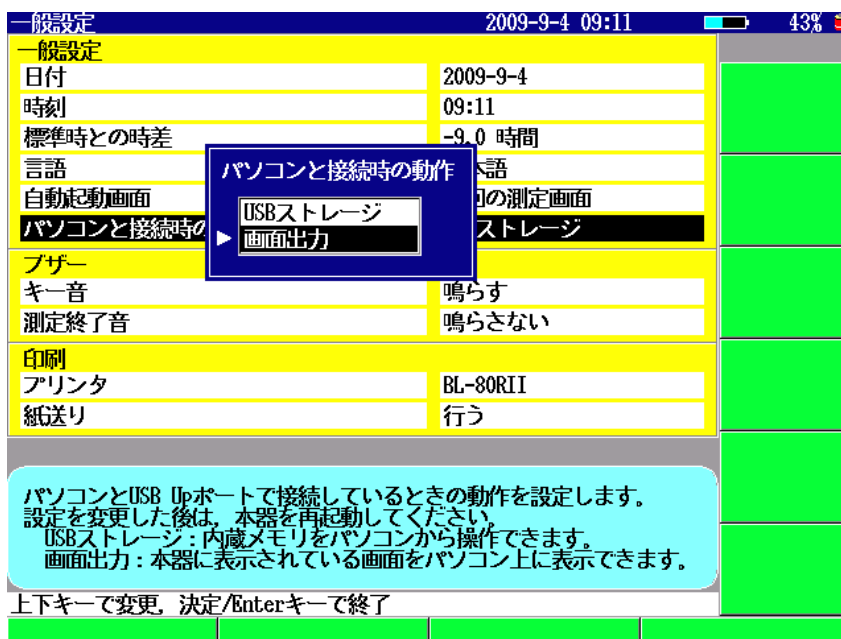 一般設定 2009-9-4 09:11 43%
一般設定
日付 2009-9-4
時刻 09:11
標準時との時差 -9.0 時間
言語 本語
自動起動画面 の測定画面
パソコンと接続時の ストレージ
パソコンと接続時の動作
USBストレージ
画面出力
ブザー
キー音 鳴らす
測定終了音 鳴らさない
印刷
プリンタ BL-80RII
紙送り 行う
パソコンとUSB Upポートで接続しているときの動作を設定します。
設定を変更した後は，本器を再起動してください。
USBストレージ：内蔵メモリをパソコンから操作できます。
画面出力：本器に表示されている画面をパソコン上に表示できます。
上下キーで変更，決定/Enterキーで終了